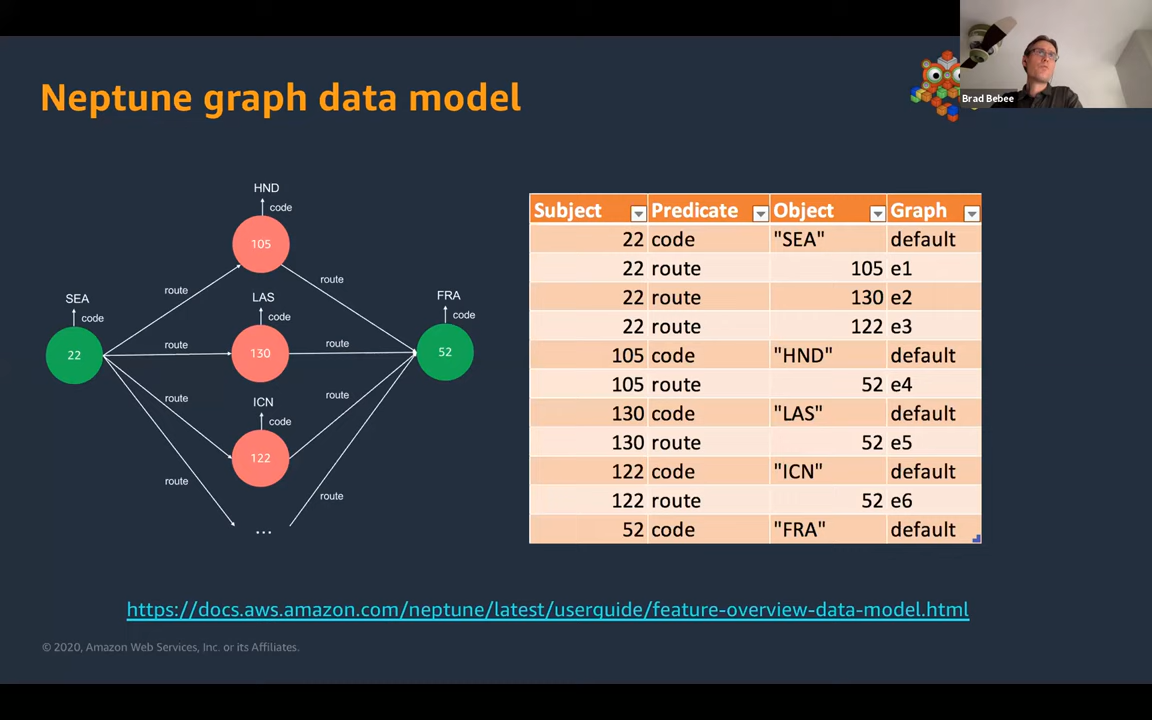 Neptune graph data model
Brad Bebee
HND
code
105
route
route
SEA
code
22
LAS
code
130
route
route
FRA
code
52
ICN
code
122
route
route
route
route
...
Subject Predicate Object Graph
22 code "SEA" default
22 route 105 e1
22 route 130 e2
22 route 122 e3
105 code "HND" default
105 route 52 e4
130 code "LAS" default
130 route 52 e5
122 code "ICN" default
122 route 52 e6
52 code "FRA" default
https://docs.aws.amazon.com/neptune/latest/userguide/feature-overview-data-model.html
© 2020, Amazon Web Services, Inc. or its Affiliates.